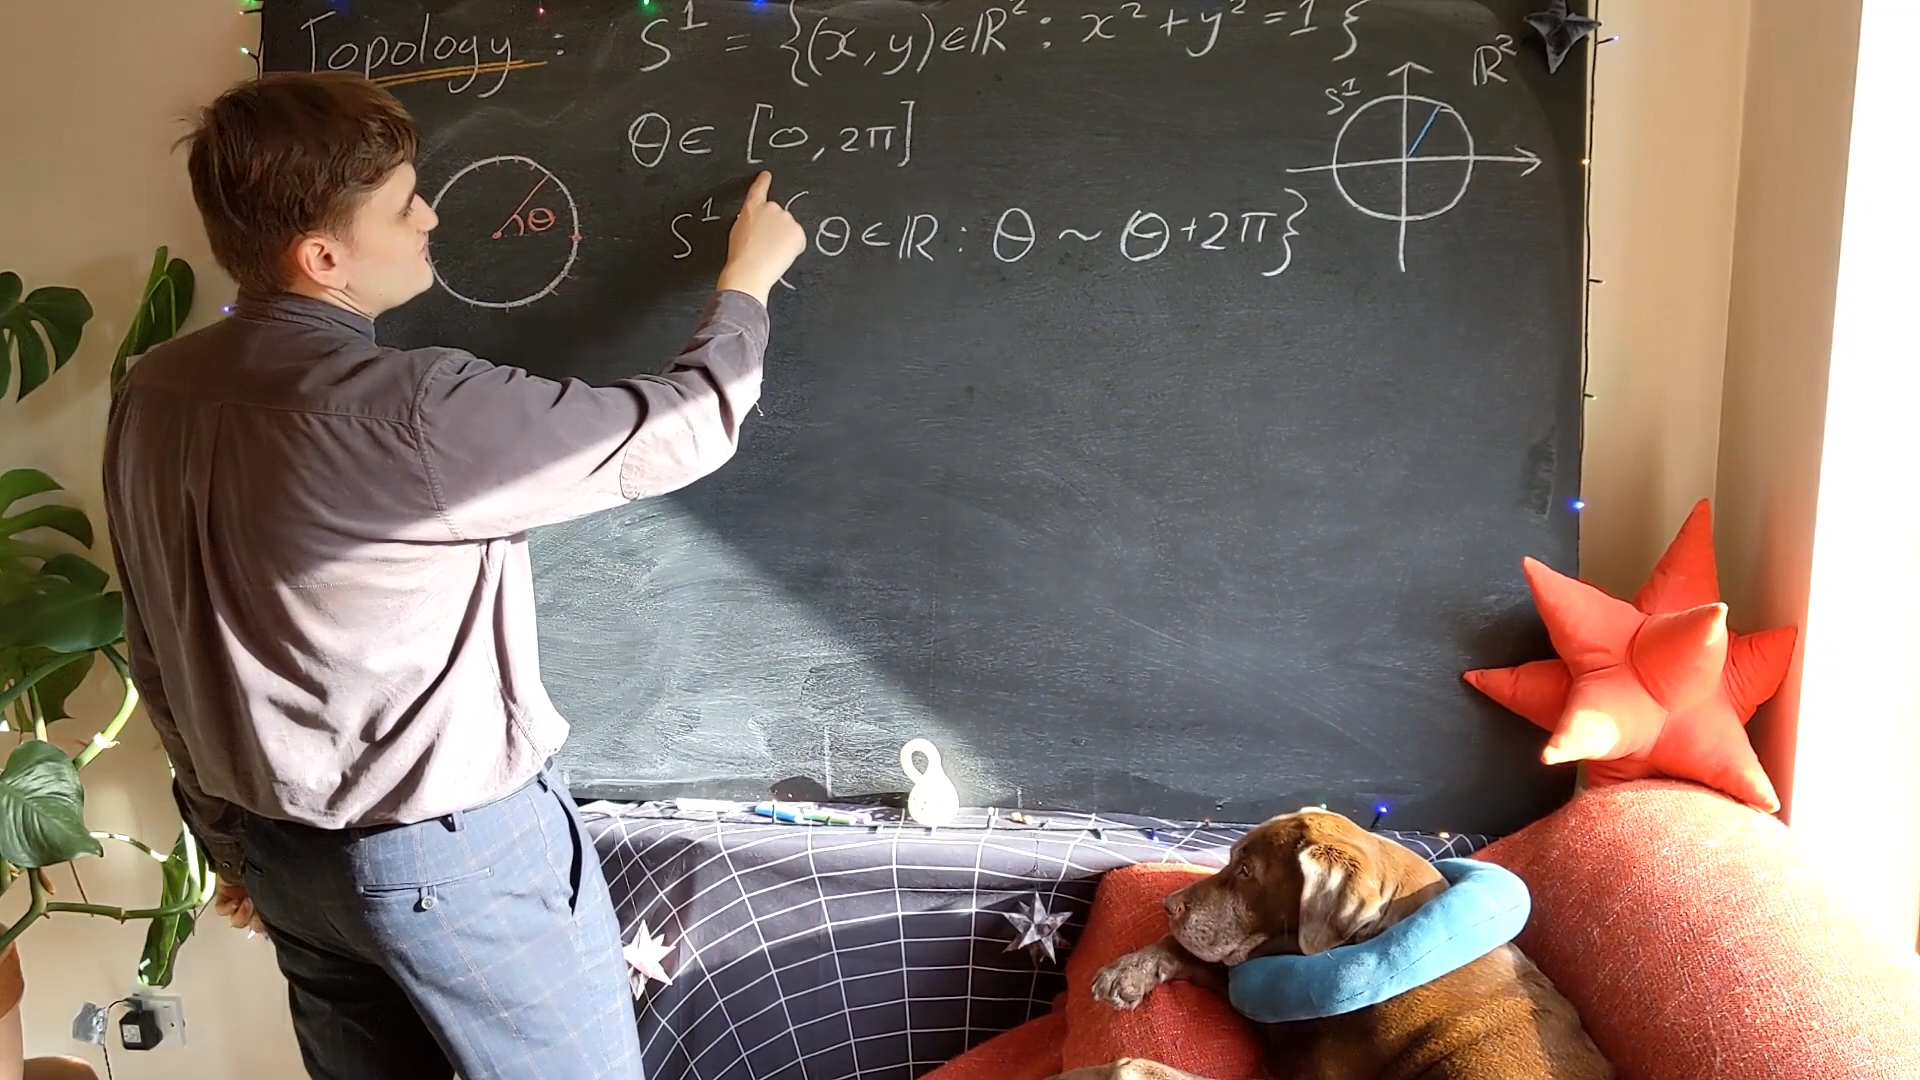 Topology : S¹ = {(x,y)∈ℝ² : x²+y²=1}
θ∈ [0,2π]
S¹ {θ∈ℝ : θ ~ θ+2π}
θ
S¹
ℝ²